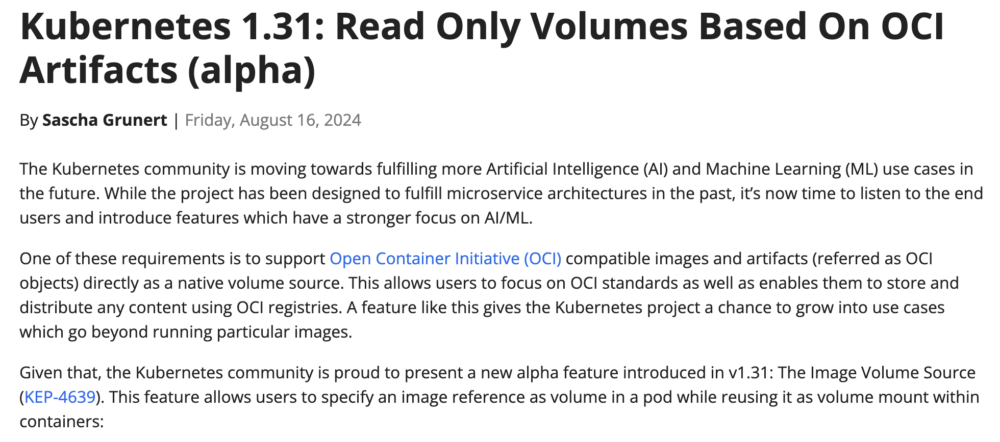 Kubernetes 1.31: Read Only Volumes Based On OCI
Artifacts (alpha)
By Sascha Grunert | Friday, August 16, 2024
The Kubernetes community is moving towards fulfilling more Artificial Intelligence (AI) and Machine Learning (ML) use cases in
the future. While the project has been designed to fulfill microservice architectures in the past, it’s now time to listen to the end
users and introduce features which have a stronger focus on AI/ML.
One of these requirements is to support Open Container Initiative (OCI) compatible images and artifacts (referred as OCI
objects) directly as a native volume source. This allows users to focus on OCI standards as well as enables them to store and
distribute any content using OCI registries. A feature like this gives the Kubernetes project a chance to grow into use cases
which go beyond running particular images.
Given that, the Kubernetes community is proud to present a new alpha feature introduced in v1.31: The Image Volume Source
(KEP-4639). This feature allows users to specify an image reference as volume in a pod while reusing it as volume mount within
containers: